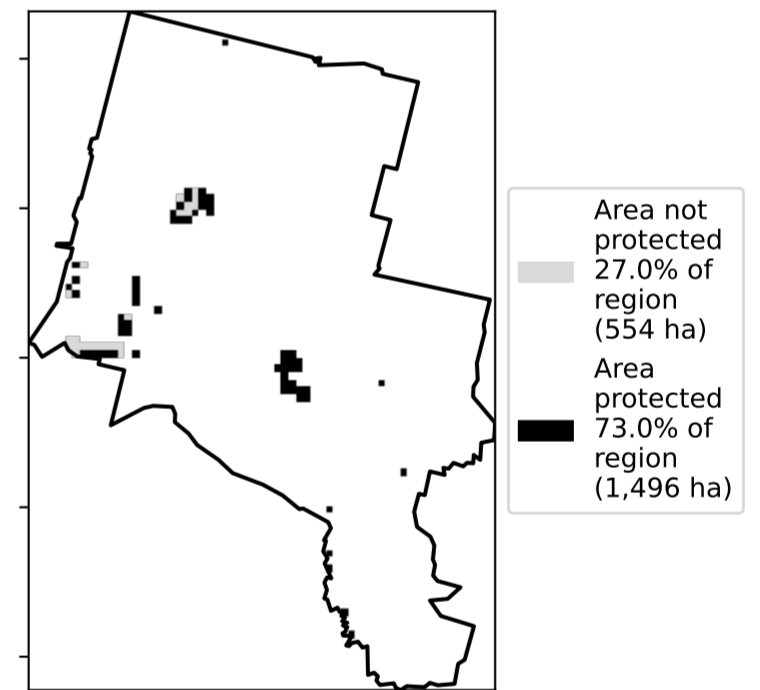 Area not
protected
27.0% of
region
(554 ha)
Area
protected
73.0% of
region
(1,496 ha)